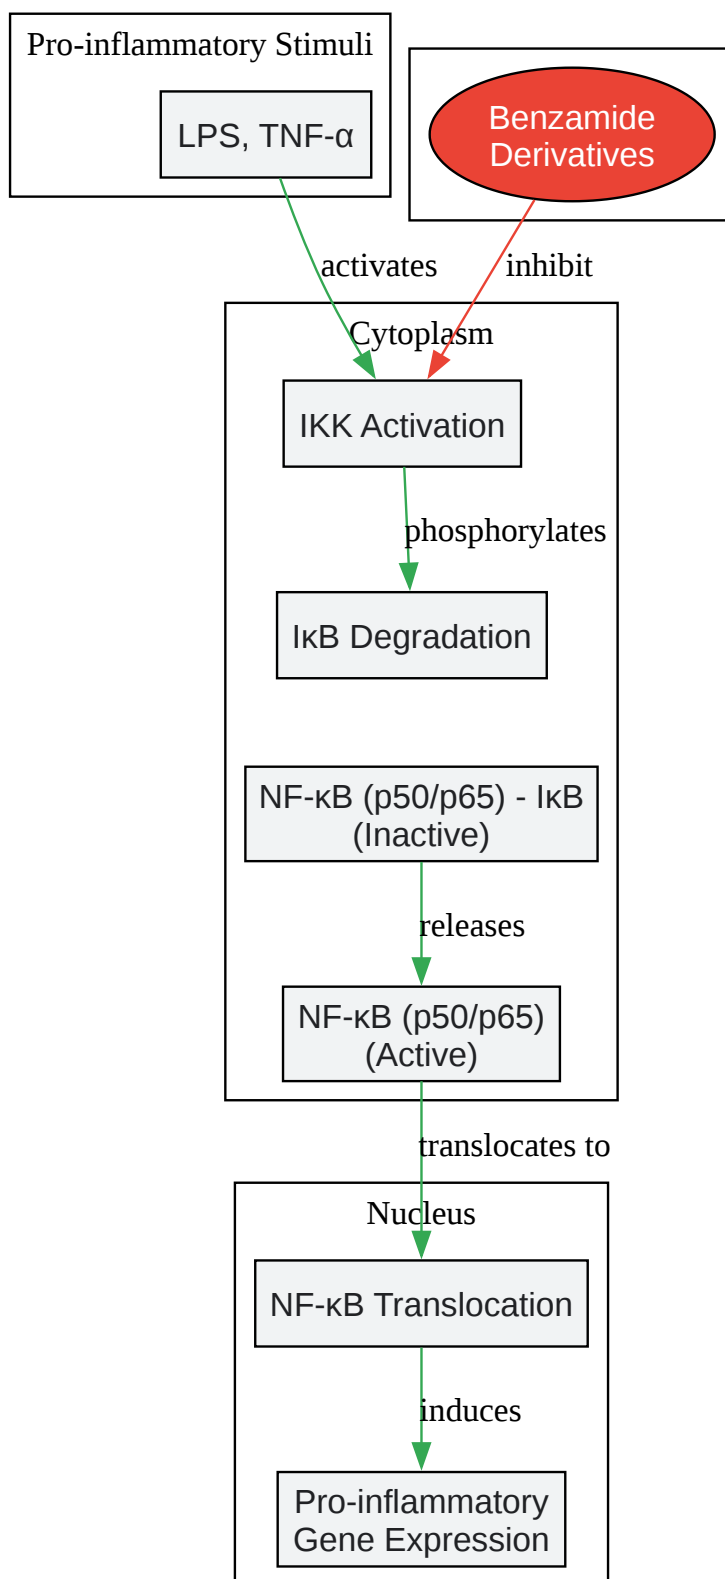 Pro-inflammatory Stimuli
LPS, TNF-α
Benzamide
Derivatives
activates
inhibit
Cytoplasm
IKK Activation
phosphorylates
IκB Degradation
NF-κB (p50/p65) - IκB
(Inactive)
releases
NF-κB (p50/p65)
(Active)
translocates to
Nucleus
NF-κB Translocation
induces
Pro-inflammatory
Gene Expression